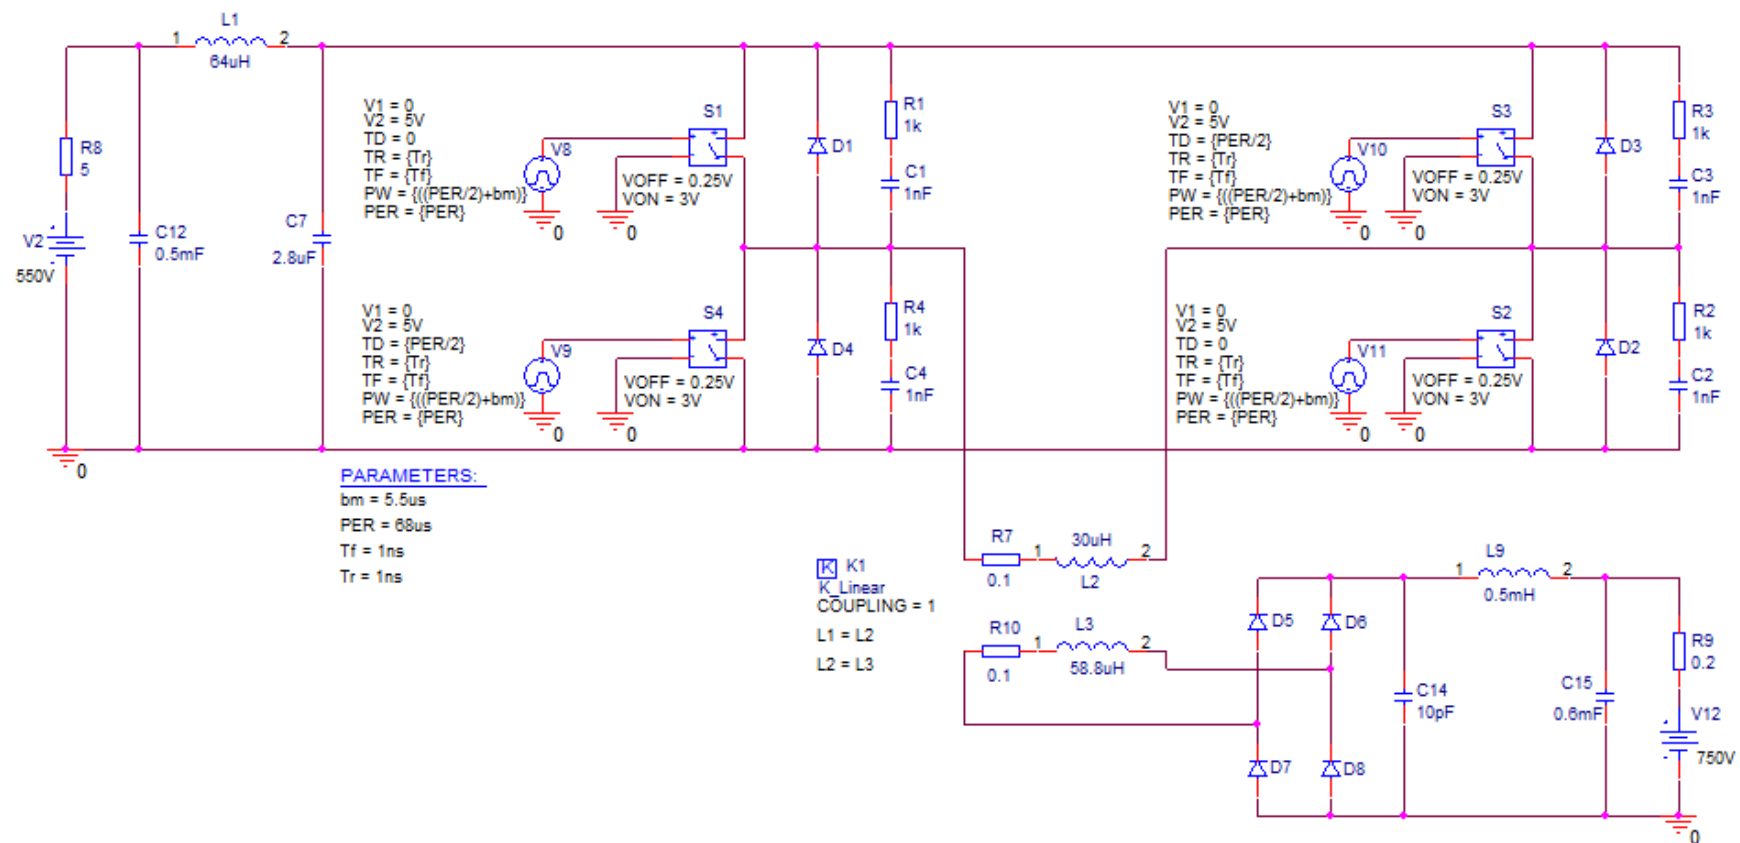 L1
1
2
64uH
R8
5
V2
550V
C12
0.5mF
C7
2.8uF
V1 = 0
V2 = 5V
TD = 0
TR = {Tr}
TF = {Tf}
PW = {((PER/2)+bm)}
PER = {PER}
V8
0
S1
VOFF = 0.25V
VON = 3V
0
D1
R1
1k
C1
1nF
V1 = 0
V2 = 5V
TD = {PER/2}
TR = {Tr}
TF = {Tf}
PW = {((PER/2)+bm)}
PER = {PER}
V10
0
S3
VOFF = 0.25V
VON = 3V
0
D3
R3
1k
C3
1nF
V1 = 0
V2 = 5V
TD = {PER/2}
TR = {Tr}
TF = {Tf}
PW = {((PER/2)+bm)}
PER = {PER}
V9
0
S4
VOFF = 0.25V
VON = 3V
0
D4
R4
1k
C4
1nF
V1 = 0
V2 = 5V
TD = 0
TR = {Tr}
TF = {Tf}
PW = {((PER/2)+bm)}
PER = {PER}
V11
0
S2
VOFF = 0.25V
VON = 3V
0
D2
R2
1k
C2
1nF
0
PARAMETERS:
bm = 5.5us
PER = 68us
Tf = 1ns
Tr = 1ns
K K1
K_Linear
COUPLING = 1
L1 = L2
L2 = L3
R7
0.1
1
30uH
2
L2
R10
0.1
1
L3
2
58.8uH
D5
D6
D7
D8
C14
10pF
1
L9
2
0.5mH
C15
0.6mF
R9
0.2
V12
750V
0